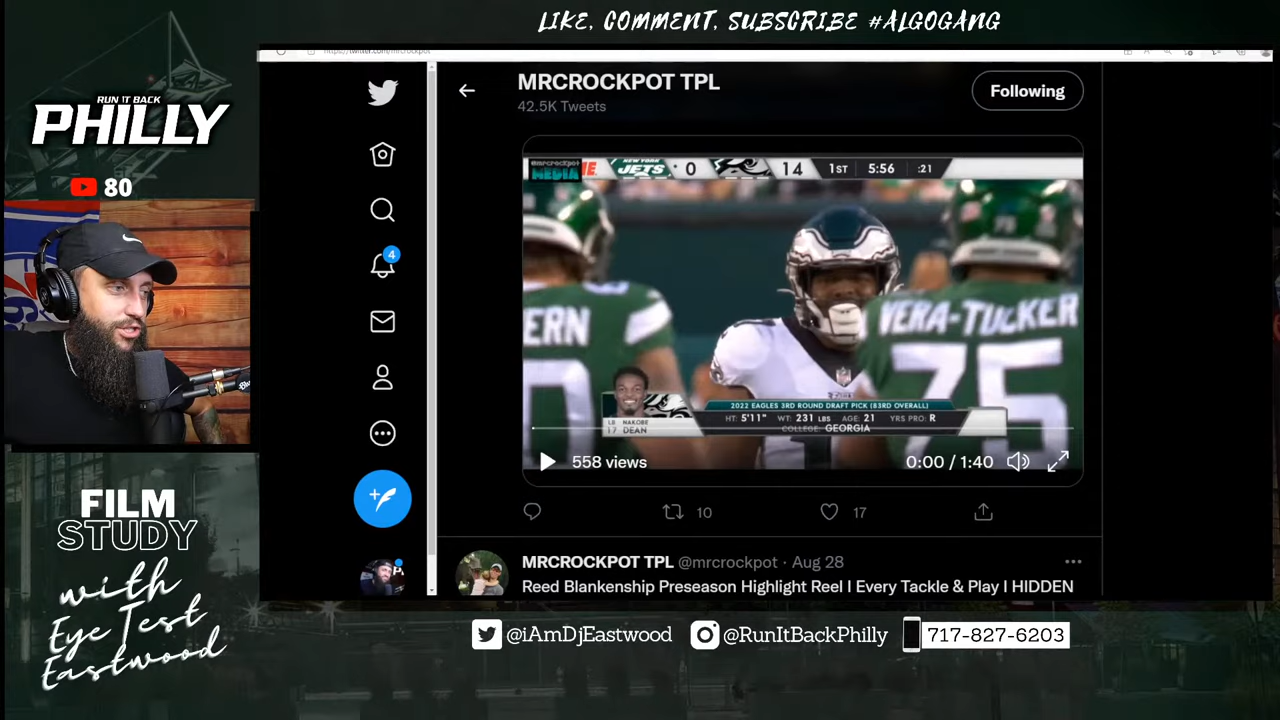 LIKE, COMMENT, SUBSCRIBE #ALGOGANG
RUN IT BACK
PHILLY
80
MRCROCKPOT TPL
42.5K Tweets
Following
4
@mrcrockpot
MEDIA
NEW YORK
JETS 0 14 1ST 5:56 :21
ERN
VERA-TUCKER
75
2022 EAGLES 3RD ROUND DRAFT PICK (83RD OVERALL)
HT: 5'11" WT: 231 LBS AGE: 21 YRS PRO: R
COLLEGE: GEORGIA
LB NAKOBE
17 DEAN
558 views
0:00 / 1:40
10
17
MRCROCKPOT TPL @mrcrockpot · Aug 28
Reed Blankenship Preseason Highlight Reel I Every Tackle & Play I HIDDEN
FILM
STUDY
with
Eye Test
Eastwood
@iAmDjEastwood
@RunItBackPhilly
717-827-6203